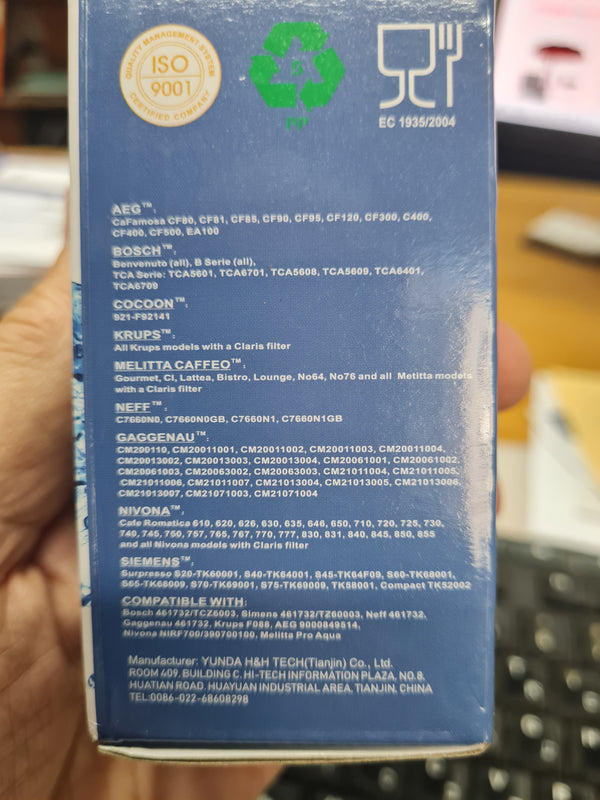 QUALITY MANAGEMENT SYSTEM
ISO
9001
CERTIFIED COMPANY
PP
EC 1935/2004
AEG™:
CaFamosa CF80, CF81, CF85, CF90, CF95, CF120, CF300, C400,
CF400, CF500, EA100
BOSCH™:
Benvenuto (all), B Serie (all),
TCA Serie: TCA5601, TCA6701, TCA5608, TCA5609, TCA6401,
TCA6709
COCOON™:
921-F92141
KRUPS™:
All Krups models with a Claris filter
MELITTA CAFFEO™:
Gourmet, CI, Lattea, Bistro, Lounge, No64, No76 and all Metitta models
with a Claris filter
NEFF™:
C7660N0, C7660N0GB, C7660N1, C7660N1GB
GAGGENAU™:
CM200110, CM20011001, CM20011002, CM20011003, CM20011004,
CM20013002, CM20013003, CM20013004, CM20061001, CM20061002,
CM20061003, CM20063002, CM20063003, CM21011004, CM21011005,
CM21011006, CM21011007, CM21013004, CM21013005, CM21013006,
CM21013007, CM21071003, CM21071004
NIVONA™:
Cafe Romatica 610, 620, 626, 630, 635, 646, 650, 710, 720, 725, 730,
740, 745, 750, 757, 765, 767, 770, 777, 830, 831, 840, 845, 850, 855
and all Nivona models with Claris filter
SIEMENS™:
Surpresso S20-TK60001, S40-TK64001, S45-TK64F09, S60-TK68001,
S65-TK68009, S70-TK69001, S75-TK69009, TK58001, Compact TK52002
COMPATIBLE WITH:
Bosch 461732/TCZ6003, Simens 461732/TZ60003, Neff 461732,
Gaggenau 461732, Krups F088, AEG 9000849514,
Nivona NIRF700/390700100, Melitta Pro Aqua
Manufacturer: YUNDA H&H TECH(Tianjin) Co., Ltd.
ROOM 409, BUILDING C, HI-TECH INFORMATION PLAZA, NO.8,
HUATIAN ROAD, HUAYUAN INDUSTRIAL AREA, TIANJIN, CHINA
TEL:0086-022-68608298